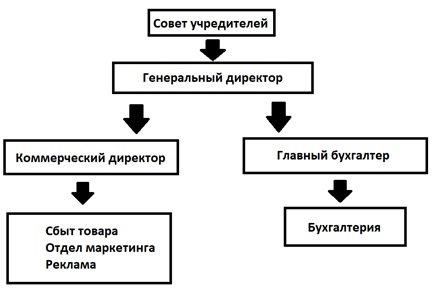 Совет учредителей
Генеральный директор
Коммерческий директор
Главный бухгалтер
Сбыт товара
Отдел маркетинга
Реклама
Бухгалтерия